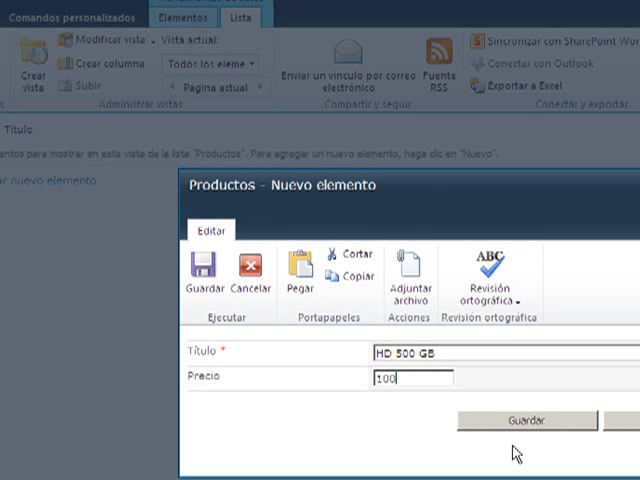 Comandos personalizados
Elementos
Lista
Crear vista
Modificar vista
Crear columna
Subir
Vista actual:
Todos los eleme
Pagina actual
Administrar vistas
Enviar un vínculo por correo electrónico
Fuente RSS
Compartir y seguir
Sincronizar con SharePoint Wor
Conectar con Outlook
Exportar a Excel
Conectar y exportar
Título
entos para mostrar en esta vista de la lista "Productos". Para agregar un nuevo elemento, haga clic en "Nuevo".
ar nuevo elemento
Productos - Nuevo elemento
Editar
Guardar
Cancelar
Ejecutar
Pegar
Cortar
Copiar
Portapapeles
Adjuntar archivo
Acciones
ABC
Revisión ortográfica
Revisión ortográfica
Título *
HD 500 GB
Precio
100
Guardar